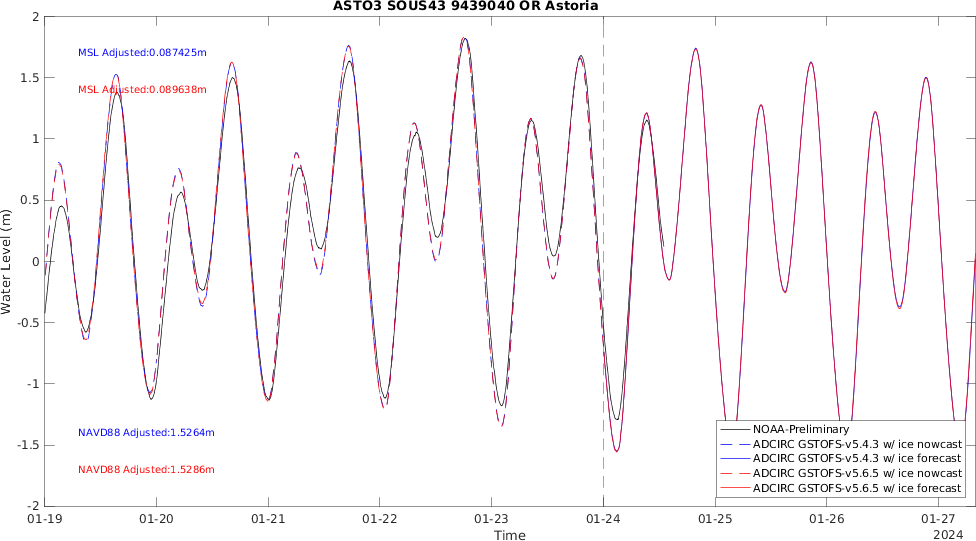 ASTO3 SOUS43 9439040 OR Astoria
2
1.5
1
0.5
0
-0.5
-1
-1.5
-2
Water Level (m)
MSL Adjusted:0.087425m
MSL Adjusted:0.089638m
NAVD88 Adjusted:1.5264m
NAVD88 Adjusted:1.5286m
NOAA-Preliminary
ADCIRC GSTOFS-v5.4.3 w/ ice nowcast
ADCIRC GSTOFS-v5.4.3 w/ ice forecast
ADCIRC GSTOFS-v5.6.5 w/ ice nowcast
ADCIRC GSTOFS-v5.6.5 w/ ice forecast
01-19 01-20 01-21 01-22 01-23 01-24 01-25 01-26 01-27
Time
2024